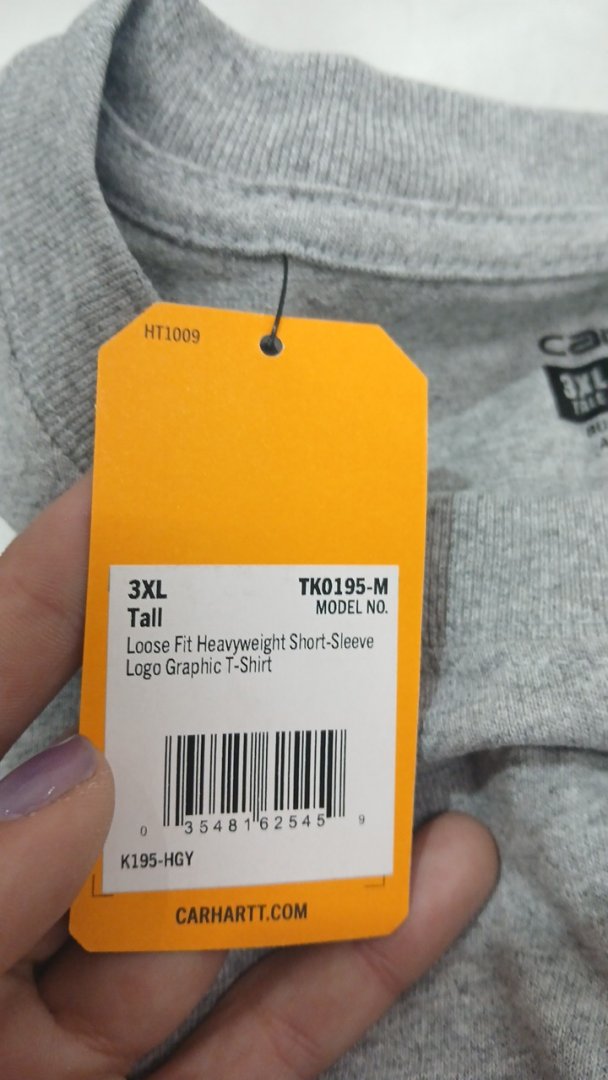 HT1009
3XL
TALL
3XL TK0195-M
Tall MODEL NO.
Loose Fit Heavyweight Short-Sleeve
Logo Graphic T-Shirt
0 35481 62545 9
K195-HGY
CARHARTT.COM